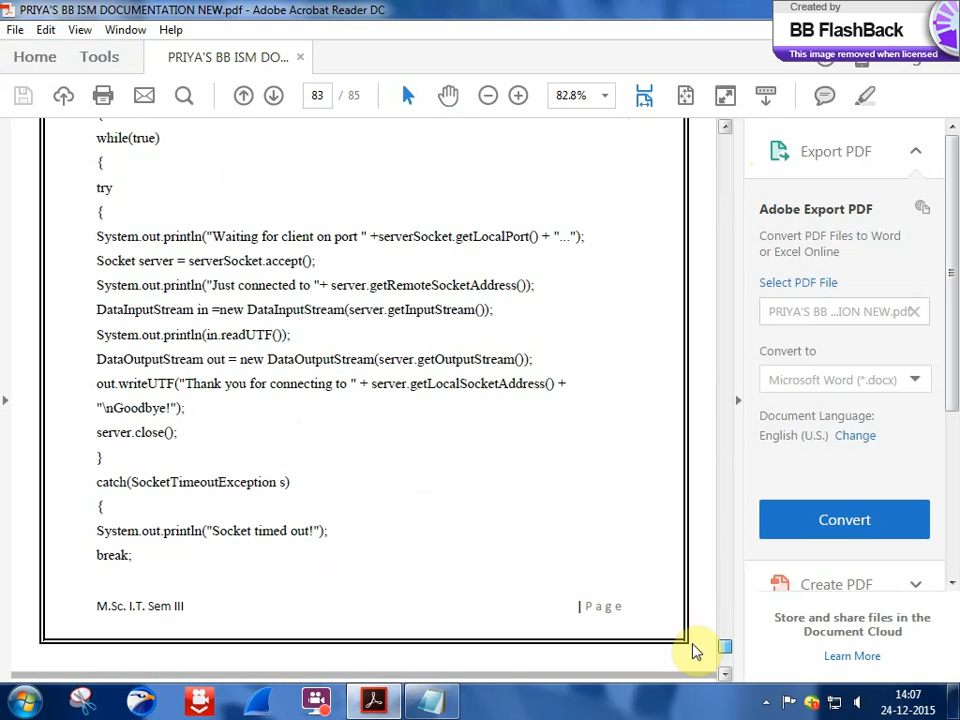 PRIYA'S BB ISM DOCUMENTATION NEW.pdf - Adobe Acrobat Reader DC
Created by
BB FlashBack
This image removed when licensed
File Edit View Window Help
Home Tools PRIYA'S BB ISM DO... ×
83 / 85 82.8%
while(true)
{
try
{
System.out.println("Waiting for client on port " +serverSocket.getLocalPort() + "...");
Socket server = serverSocket.accept();
System.out.println("Just connected to "+ server.getRemoteSocketAddress());
DataInputStream in =new DataInputStream(server.getInputStream());
System.out.println(in.readUTF());
DataOutputStream out = new DataOutputStream(server.getOutputStream());
out.writeUTF("Thank you for connecting to " + server.getLocalSocketAddress() +
"\nGoodbye!");
server.close();
}
catch(SocketTimeoutException s)
{
System.out.println("Socket timed out!");
break;
M.Sc. I.T. Sem III | Page
Export PDF
Adobe Export PDF
Convert PDF Files to Word
or Excel Online
Select PDF File
PRIYA'S BB ...ION NEW.pdf
Convert to
Microsoft Word (*.docx)
Document Language:
English (U.S.) Change
Convert
Create PDF
Store and share files in the
Document Cloud
Learn More
14:07
24-12-2015